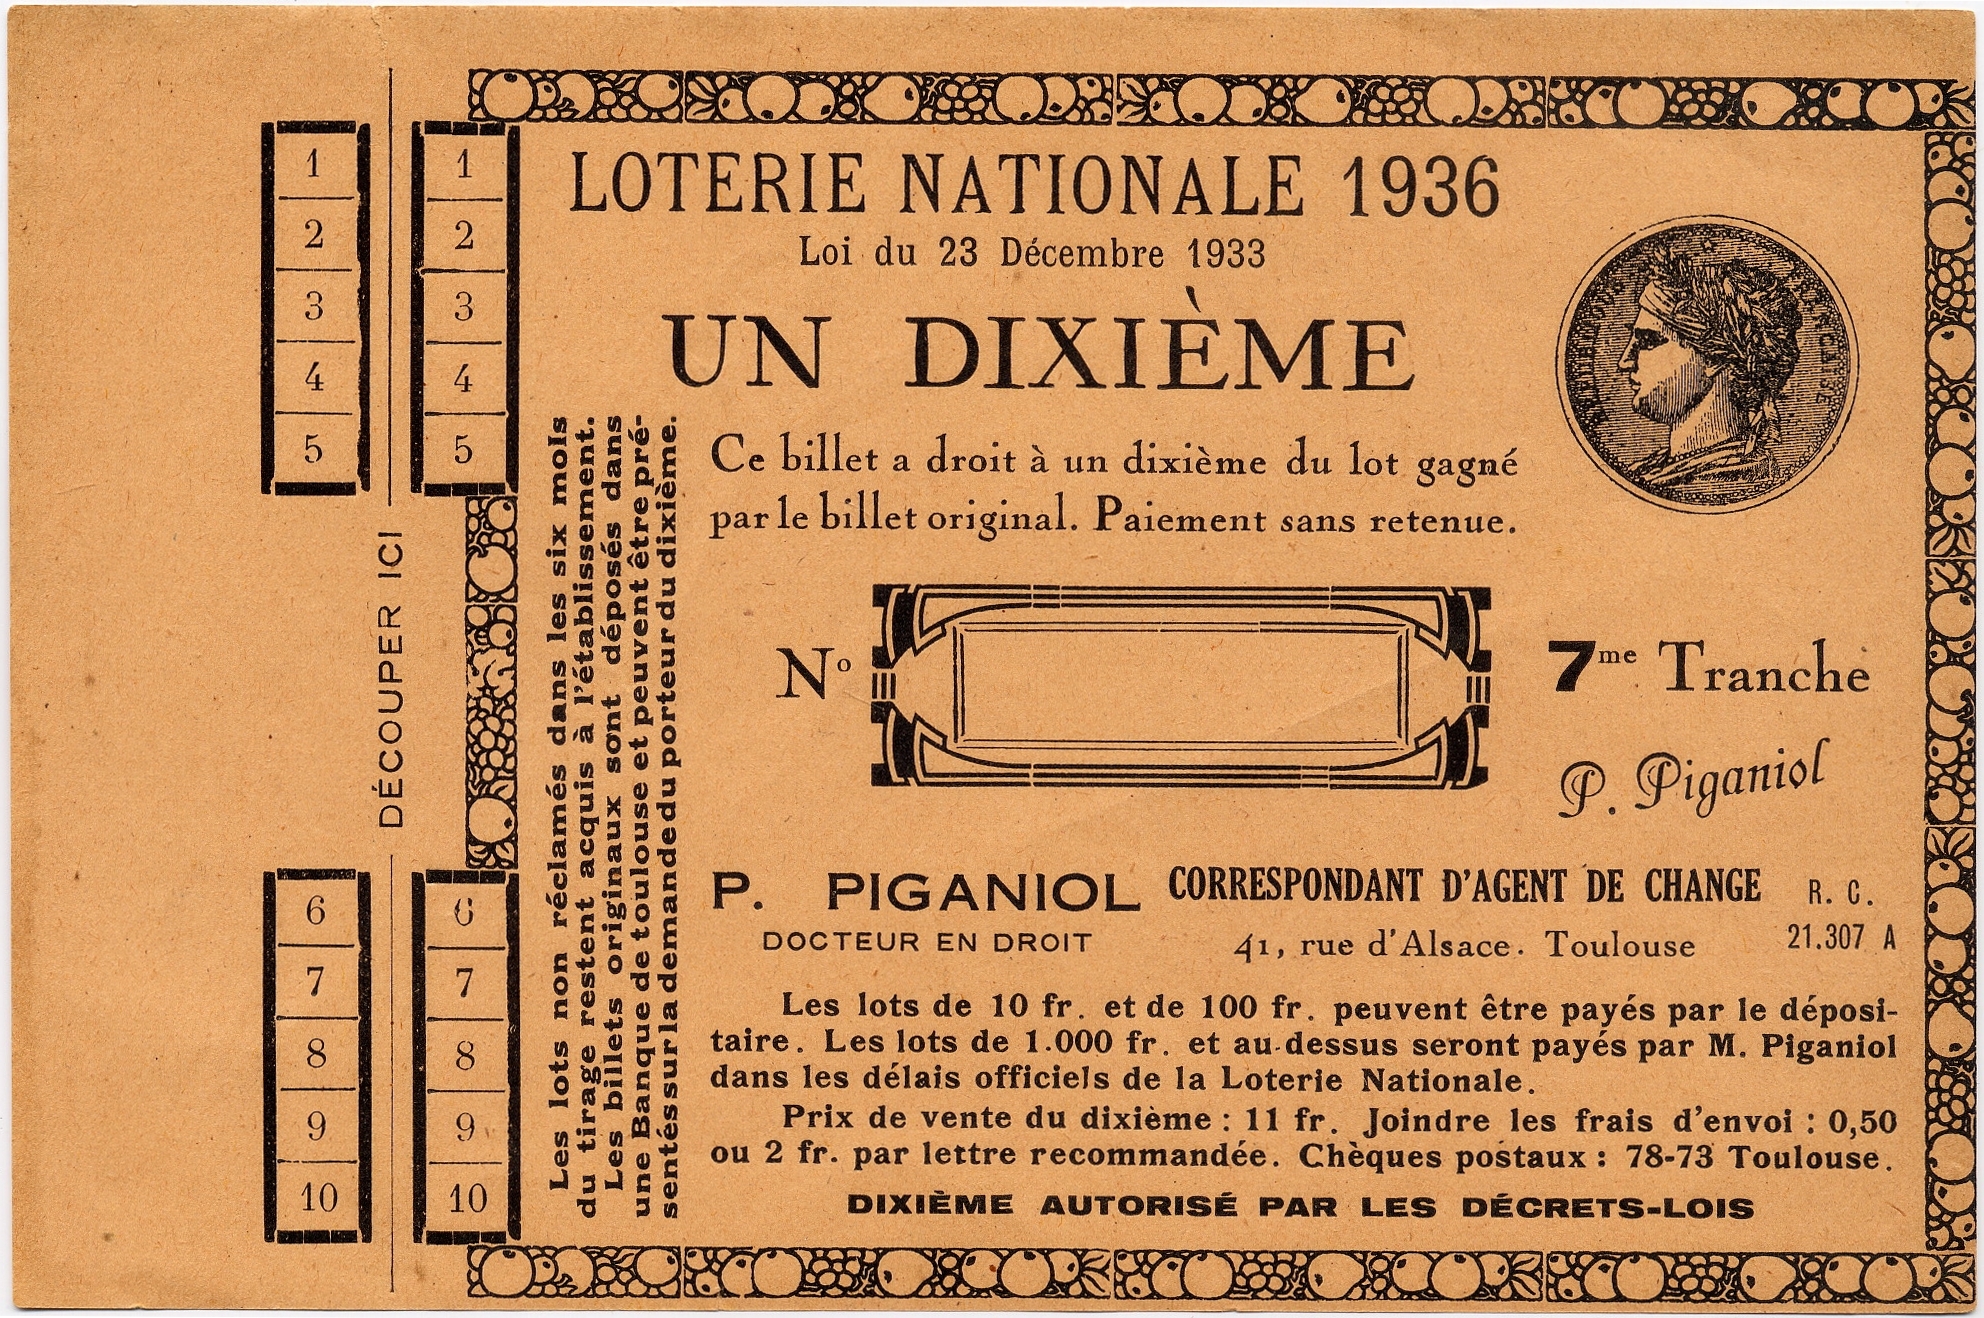 1
2
3
4
5
6
7
8
9
10
DÉCOUPER ICI
1
2
3
4
5
6
7
8
9
10
LOTERIE NATIONALE 1936
Loi du 23 Décembre 1933
UN DIXIÈME
Ce billet a droit à un dixième du lot gagné
par le billet original. Paiement sans retenue.
Les lots non réclamés dans les six mois
du tirage restent acquis à l'établissement.
Les billets originaux sont déposés dans
une Banque de toulouse et peuvent être pré-
sentés sur la demande du porteur du dixième.
FRANÇAISE
Nº
7me Tranche
P. Piganiol
P. PIGANIOL CORRESPONDANT D'AGENT DE CHANGE R. C.
DOCTEUR EN DROIT 41, rue d'Alsace. Toulouse 21.307 A
Les lots de 10 fr. et de 100 fr. peuvent être payés par le déposi-
taire. Les lots de 1.000 fr. et au-dessus seront payés par M. Piganiol
dans les délais officiels de la Loterie Nationale.
Prix de vente du dixième : 11 fr. Joindre les frais d'envoi : 0,50
ou 2 fr. par lettre recommandée. Chèques postaux : 78-73 Toulouse.
DIXIÈME AUTORISÉ PAR LES DÉCRETS-LOIS